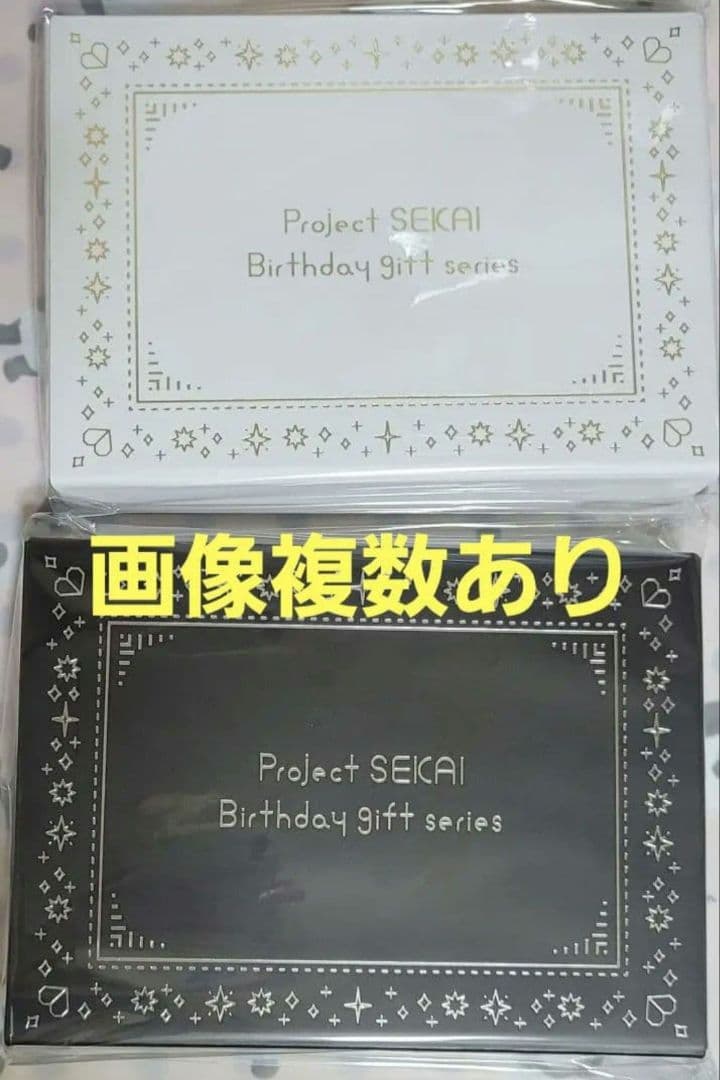 Project SEKAI
Birthday gift series
画像複数あり
Project SEKAI
Birthday gift series